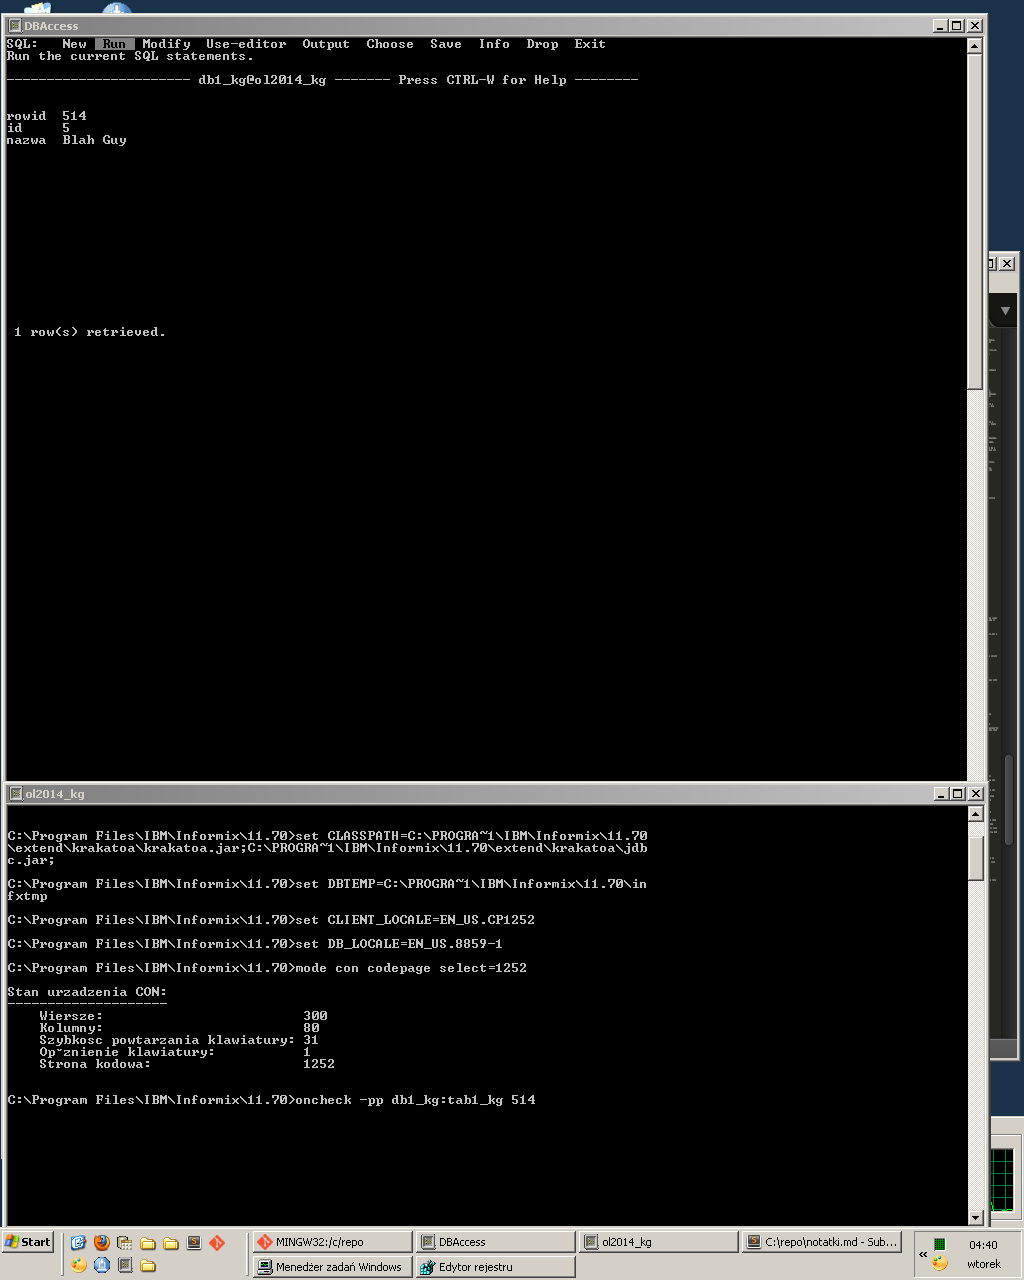 DBAccess
SQL:   New  Run  Modify  Use-editor  Output  Choose  Save  Info  Drop  Exit
Run the current SQL statements.
----------------------- db1_kg@ol2014_kg ------- Press CTRL-W for Help --------
rowid  514
id     5
nazwa  Blah Guy
1 row(s) retrieved.
ol2014_kg
C:\Program Files\IBM\Informix\11.70>set CLASSPATH=C:\PROGRA~1\IBM\Informix\11.70
\extend\krakatoa\krakatoa.jar;C:\PROGRA~1\IBM\Informix\11.70\extend\krakatoa\jdb
c.jar;
C:\Program Files\IBM\Informix\11.70>set DBTEMP=C:\PROGRA~1\IBM\Informix\11.70\in
fxtmp
C:\Program Files\IBM\Informix\11.70>set CLIENT_LOCALE=EN_US.CP1252
C:\Program Files\IBM\Informix\11.70>set DB_LOCALE=EN_US.8859-1
C:\Program Files\IBM\Informix\11.70>mode con codepage select=1252
Stan urzadzenia CON:
--------------------
Wiersze: 300
Kolumny: 80
Szybkosc powtarzania klawiatury: 31
Op˘znienie klawiatury: 1
Strona kodowa: 1252
C:\Program Files\IBM\Informix\11.70>oncheck -pp db1_kg:tab1_kg 514
Start
MINGW32:/c/repo
DBAccess
ol2014_kg
C:\repo\notatki.md - Sub...
04:40
Menedżer zadań Windows
Edytor rejestru
wtorek